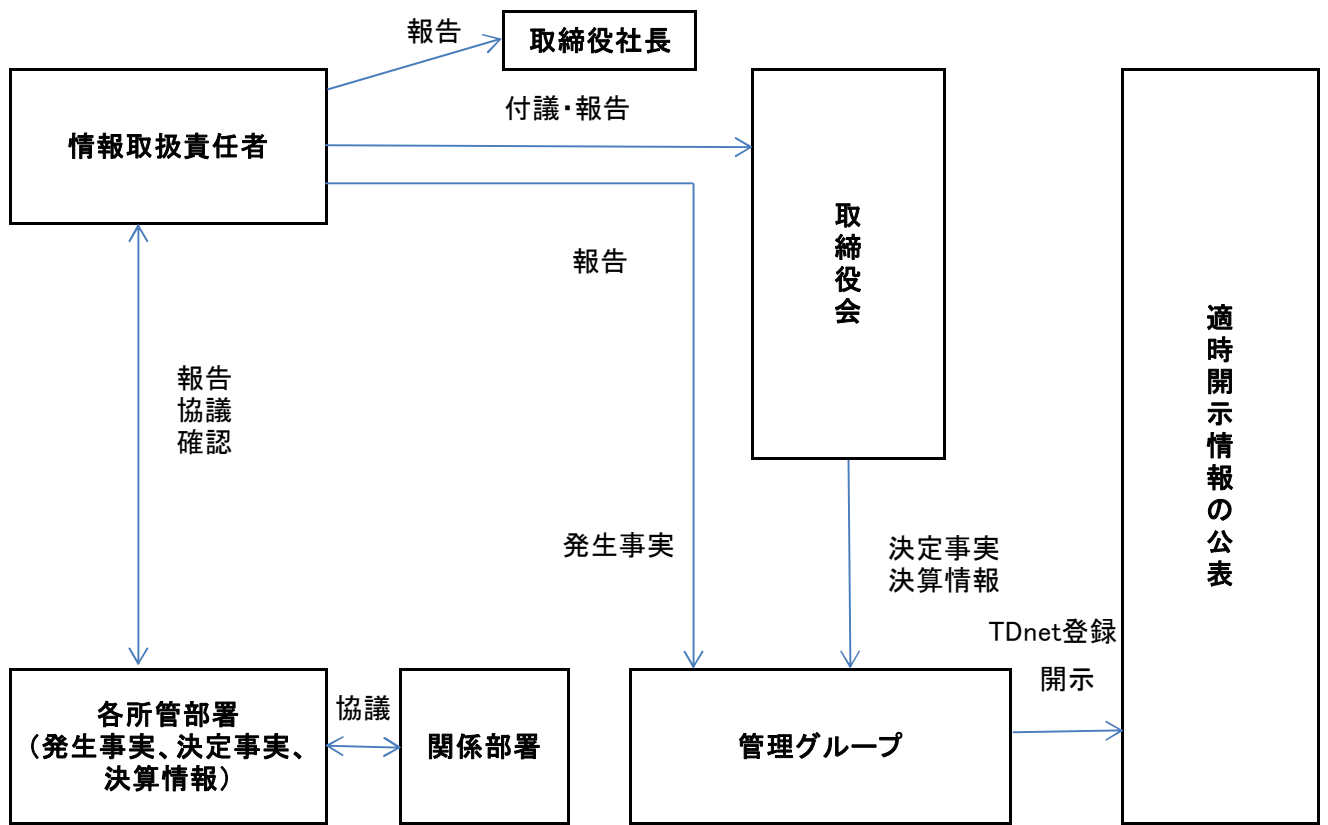 報告
取締役社長
情報取扱責任者
付議・報告
報告
取
締
役
会
適
時
開
示
情
報
の
公
表
報告
協議
確認
発生事実
決定事実
決算情報
TDnet登録
開示
各所管部署
（発生事実、決定事実、
決算情報）
協議
関係部署
管理グループ